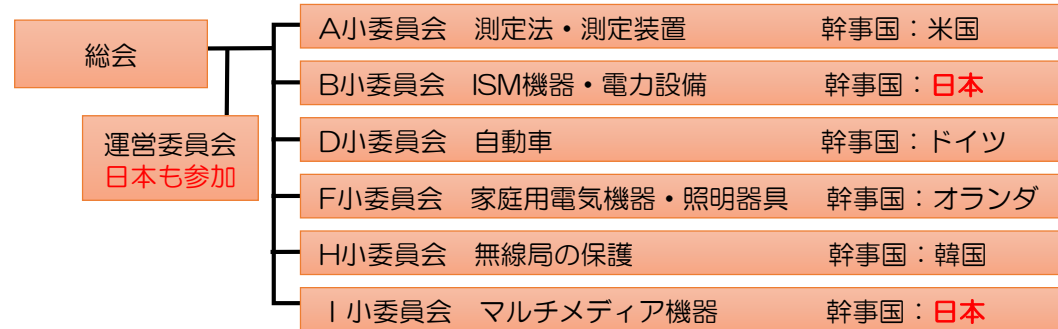 総会
運営委員会
日本も参加
A小委員会 測定法・測定装置 幹事国：米国
B小委員会 ISM機器・電力設備 幹事国：日本
D小委員会 自動車 幹事国：ドイツ
F小委員会 家庭用電気機器・照明器具 幹事国：オランダ
H小委員会 無線局の保護 幹事国：韓国
I小委員会 マルチメディア機器 幹事国：日本